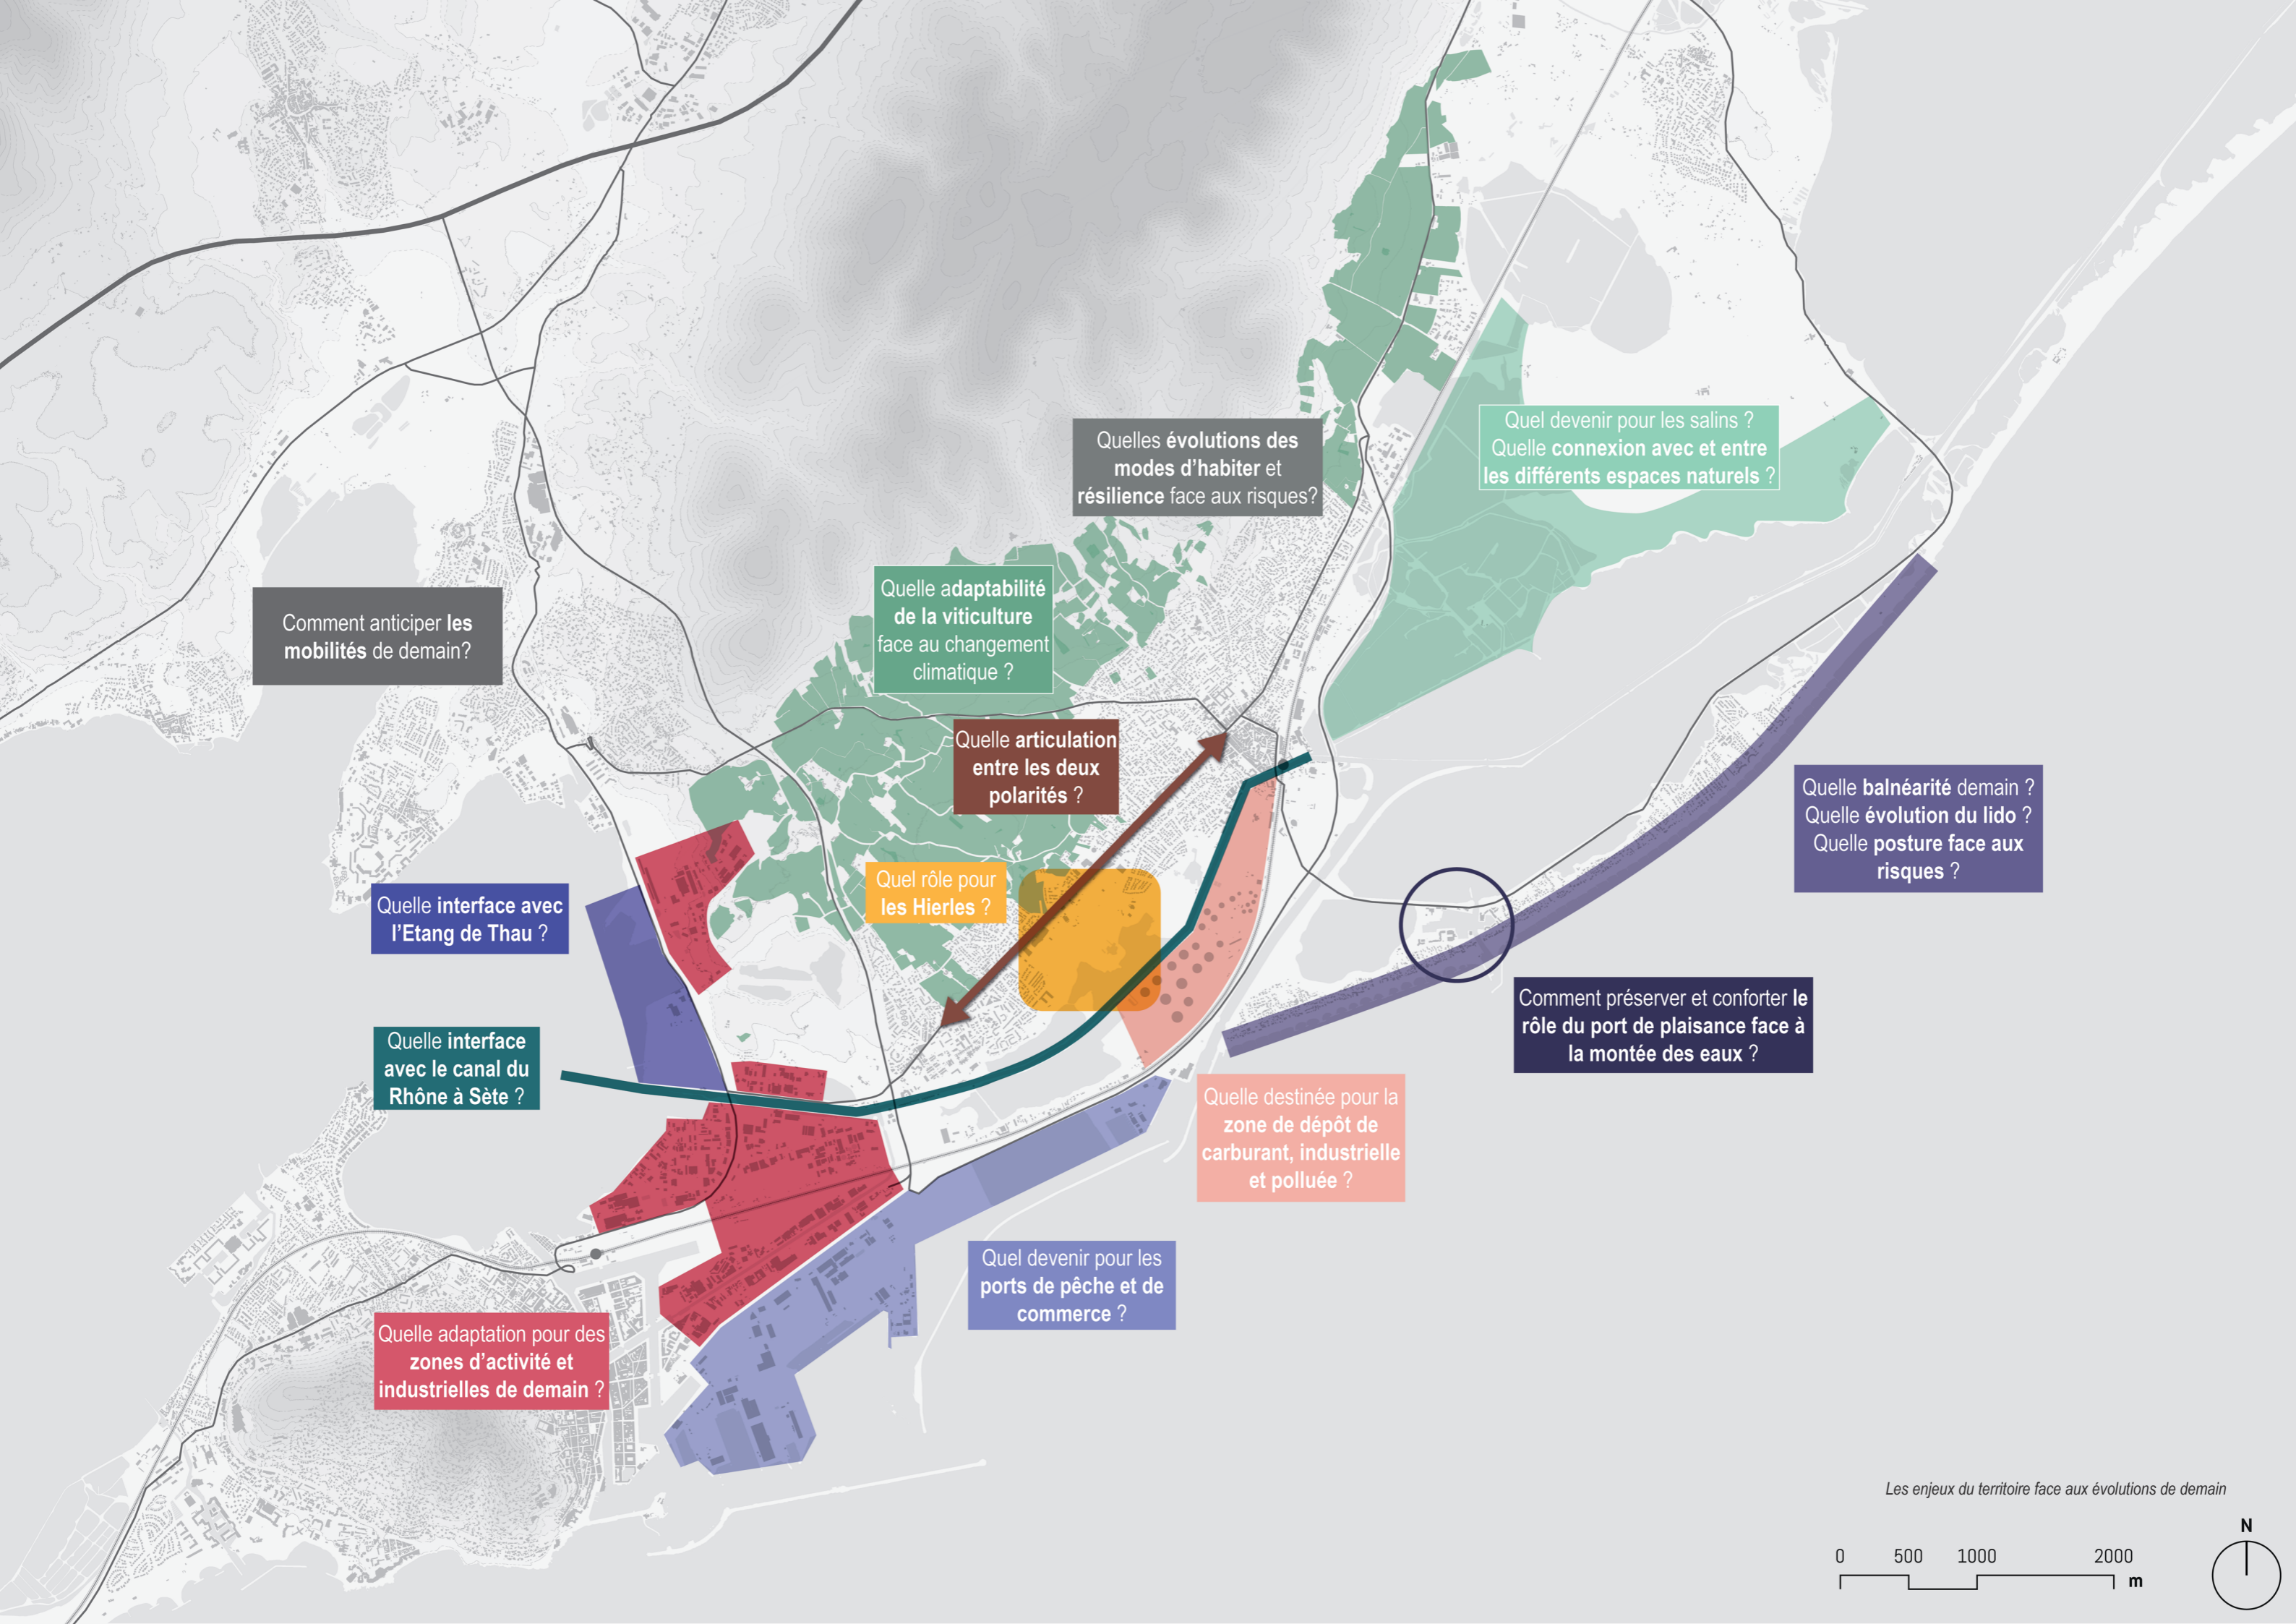 Quelles évolutions des
modes d'habiter et
résilience face aux risques?
Quel devenir pour les salins ?
Quelle connexion avec et entre
les différents espaces naturels ?
Quelle adaptabilité
de la viticulture
face au changement
climatique ?
Comment anticiper les
mobilités de demain?
Quelle articulation
entre les deux
polarités ?
Quelle balnéarité demain ?
Quelle évolution du lido ?
Quelle posture face aux
risques ?
Quel rôle pour
les Hierles ?
Quelle interface avec
l'Etang de Thau ?
Comment préserver et conforter le
rôle du port de plaisance face à
la montée des eaux ?
Quelle interface
avec le canal du
Rhône à Sète ?
Quelle destinée pour la
zone de dépôt de
carburant, industrielle
et polluée ?
Quel devenir pour les
ports de pêche et de
commerce ?
Quelle adaptation pour des
zones d'activité et
industrielles de demain ?
Les enjeux du territoire face aux évolutions de demain
N
0 500 1000 2000
m